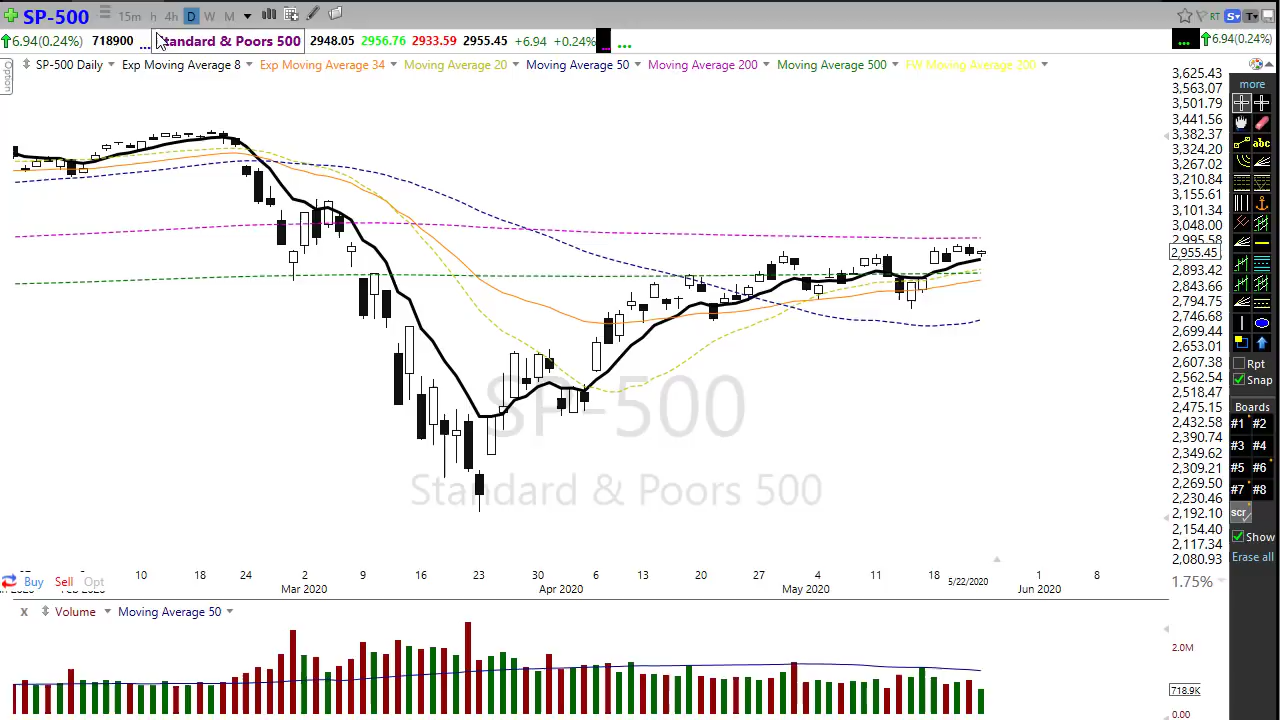 SP-500 15m h 4h D W M RT S T
6.94(0.24%) 718900 ... Standard & Poors 500 2948.05 2956.76 2933.59 2955.45 +6.94 +0.24% ... ... ... 6.94(0.24%)
Option
SP-500 Daily Exp Moving Average 8 Exp Moving Average 34 Moving Average 20 Moving Average 50 Moving Average 200 Moving Average 500 FW Moving Average 200
3,625.43
3,563.07
3,501.79
3,441.56
3,382.37
3,324.20
3,267.02
3,210.84
3,155.61
3,101.34
3,048.00
2,995.58
2,955.45
2,893.42
2,843.66
2,794.75
2,746.68
2,699.44
2,653.01
2,607.38
2,562.54
2,518.47
2,475.15
2,432.58
2,390.74
2,349.62
2,309.21
2,269.50
2,230.46
2,192.10
2,154.40
2,117.34
2,080.93
1.75%
more
abc
Rpt
Snap
Boards
#1 #2
#3 #4
#5 #6
#7 #8
scr
Show
Erase all
SP-500
Standard & Poors 500
10 18 24 2 9 16 23 30 6 13 20 27 4 11 18 5/22/2020 1 8
Mar 2020 Apr 2020 May 2020 Jun 2020
Buy Sell Opt
x Volume Moving Average 50
2.0M
718.9K
0.00